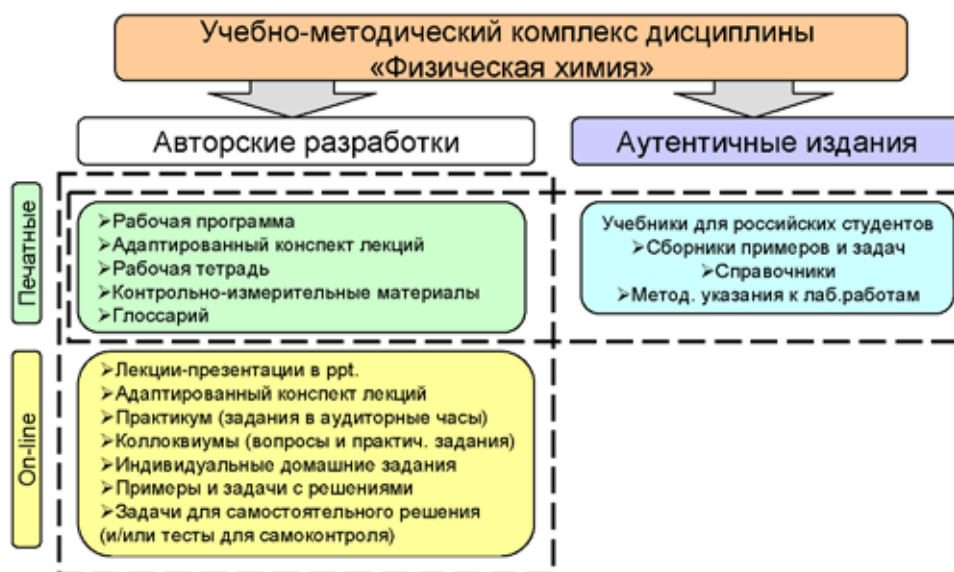 Учебно-методический комплекс дисциплины
«Физическая химия»
Авторские разработки
Аутентичные издания
Печатные
➢Рабочая программа
➢Адаптированный конспект лекций
➢Рабочая тетрадь
➢Контрольно-измерительные материалы
➢Глоссарий
Учебники для российских студентов
➢Сборники примеров и задач
➢Справочники
➢Метод. указания к лаб.работам
On-line
➢Лекции-презентации в ppt.
➢Адаптированный конспект лекций
➢Практикум (задания в аудиторные часы)
➢Коллоквиумы (вопросы и практич. задания)
➢Индивидуальные домашние задания
➢Примеры и задачи с решениями
➢Задачи для самостоятельного решения
(и/или тесты для самоконтроля)